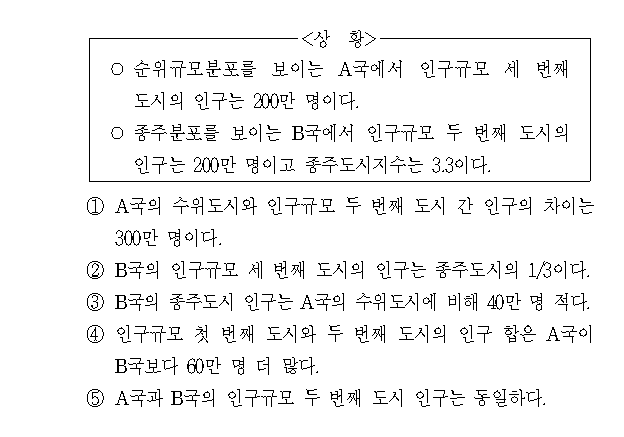 <상 황>
○ 순위규모분포를 보이는 A국에서 인구규모 세 번째
도시의 인구는 200만 명이다.
○ 종주분포를 보이는 B국에서 인구규모 두 번째 도시의
인구는 200만 명이고 종주도시지수는 3.3이다.
① A국의 수위도시와 인구규모 두 번째 도시 간 인구의 차이는
300만 명이다.
② B국의 인구규모 세 번째 도시의 인구는 종주도시의 1/3이다.
③ B국의 종주도시 인구는 A국의 수위도시에 비해 40만 명 적다.
④ 인구규모 첫 번째 도시와 두 번째 도시의 인구 합은 A국이
B국보다 60만 명 더 많다.
⑤ A국과 B국의 인구규모 두 번째 도시 인구는 동일하다.